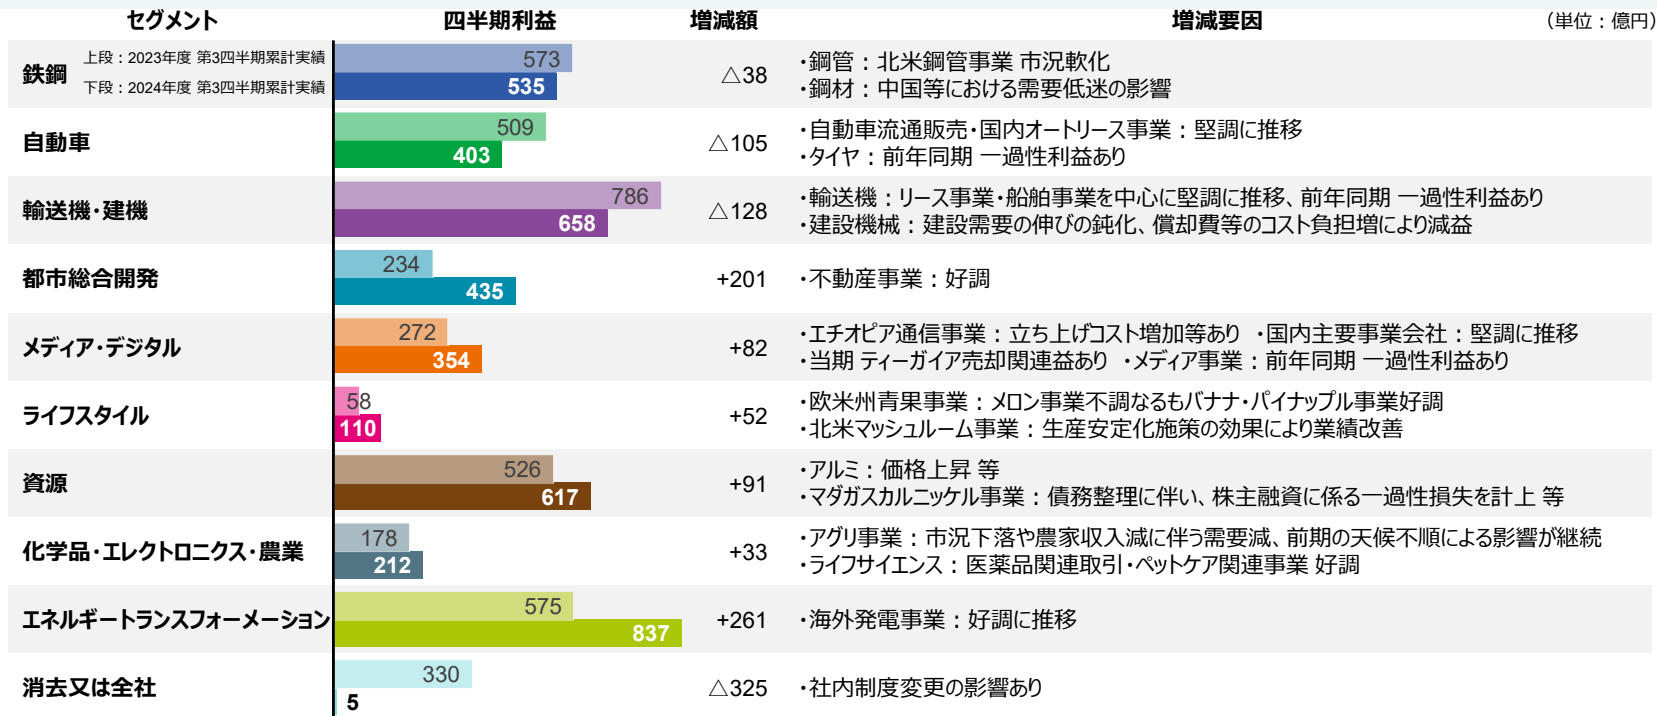 セグメント 四半期利益 増減額 増減要因 （単位：億円）
鉄鋼 上段：2023年度 第3四半期累計実績 573 △38 ・鋼管：北米鋼管事業 市況軟化
下段：2024年度 第3四半期累計実績 535 ・鋼材：中国等における需要低迷の影響
自動車 509 △105 ・自動車流通販売・国内オートリース事業：堅調に推移
403 ・タイヤ：前年同期 一過性利益あり
輸送機・建機 786 △128 ・輸送機：リース事業・船舶事業を中心に堅調に推移、前年同期 一過性利益あり
658 ・建設機械：建設需要の伸びの鈍化、償却費等のコスト負担増により減益
都市総合開発 234 +201 ・不動産事業：好調
435
メディア・デジタル 272 +82 ・エチオピア通信事業：立ち上げコスト増加等あり ・国内主要事業会社：堅調に推移
354 ・当期 ティーガイア売却関連益あり ・メディア事業：前年同期 一過性利益あり
ライフスタイル 58 +52 ・欧米州青果事業：メロン事業不調なるもバナナ・パイナップル事業好調
110 ・北米マッシュルーム事業：生産安定化施策の効果により業績改善
資源 526 +91 ・アルミ：価格上昇 等
617 ・マダガスカルニッケル事業：債務整理に伴い、株主融資に係る一過性損失を計上 等
化学品・エレクトロニクス・農業 178 +33 ・アグリ事業：市況下落や農家収入減に伴う需要減、前期の天候不順による影響が継続
212 ・ライフサイエンス：医薬品関連取引・ペットケア関連事業 好調
エネルギートランスフォーメーション 575 +261 ・海外発電事業：好調に推移
837
消去又は全社 330 △325 ・社内制度変更の影響あり
5